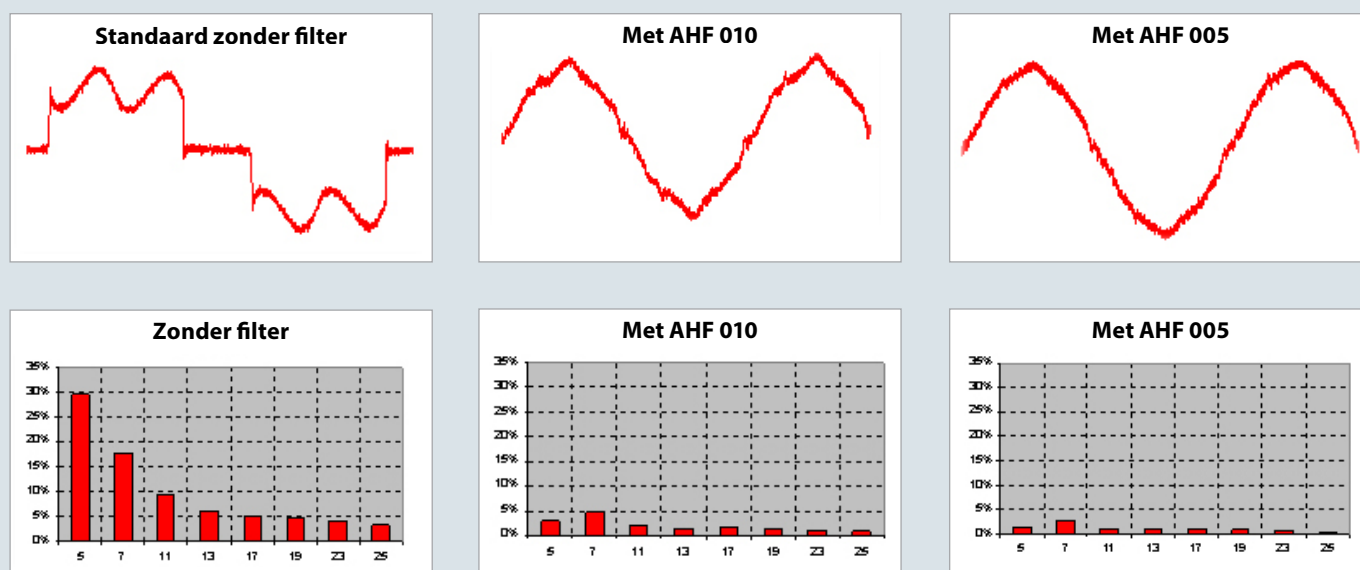 Standaard zonder filter
Met AHF 010
Met AHF 005
Zonder filter
35%
30%
25%
20%
15%
10%
5%
0%
5 7 11 13 17 19 23 25
Met AHF 010
35%
30%
25%
20%
15%
10%
5%
0%
5 7 11 13 17 19 23 25
Met AHF 005
35%
30%
25%
20%
15%
10%
5%
0%
5 7 11 13 17 19 23 25